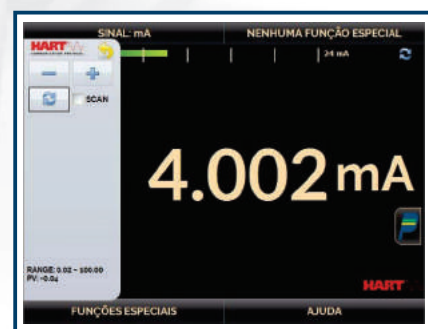 SINAL: mA
NENHUMA FUNÇÃO ESPECIAL
HART
24 mA
SCAN
4.002 mA
RANGE: 0.02 ~ 100.00
PV: -0.04
HART
FUNÇÕES ESPECIAIS
AJUDA